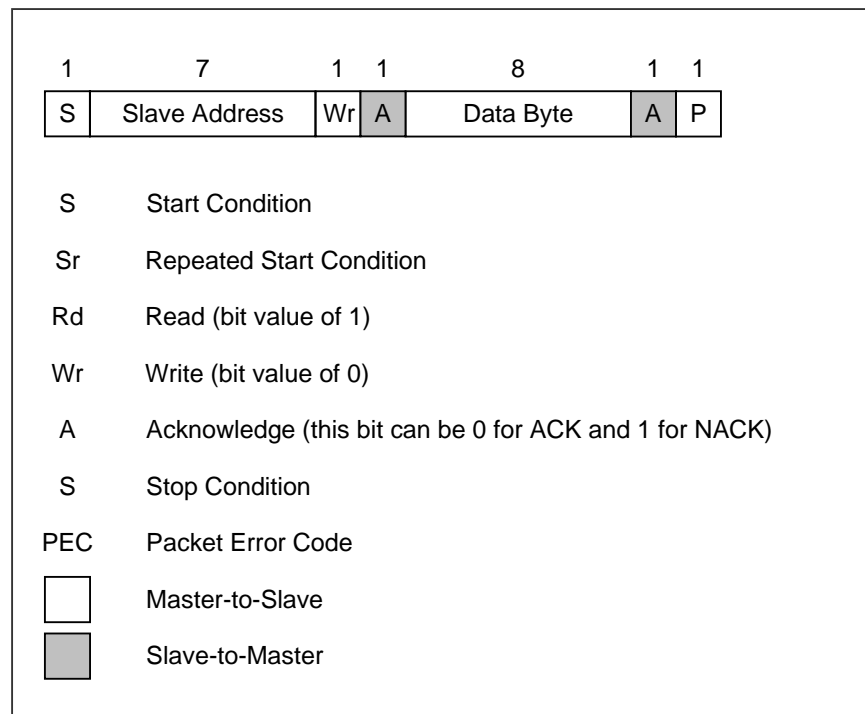 1 7 1 1 8 1 1
S Slave Address Wr A Data Byte A P
S Start Condition
Sr Repeated Start Condition
Rd Read (bit value of 1)
Wr Write (bit value of 0)
A Acknowledge (this bit can be 0 for ACK and 1 for NACK)
S Stop Condition
PEC Packet Error Code
Master-to-Slave
Slave-to-Master